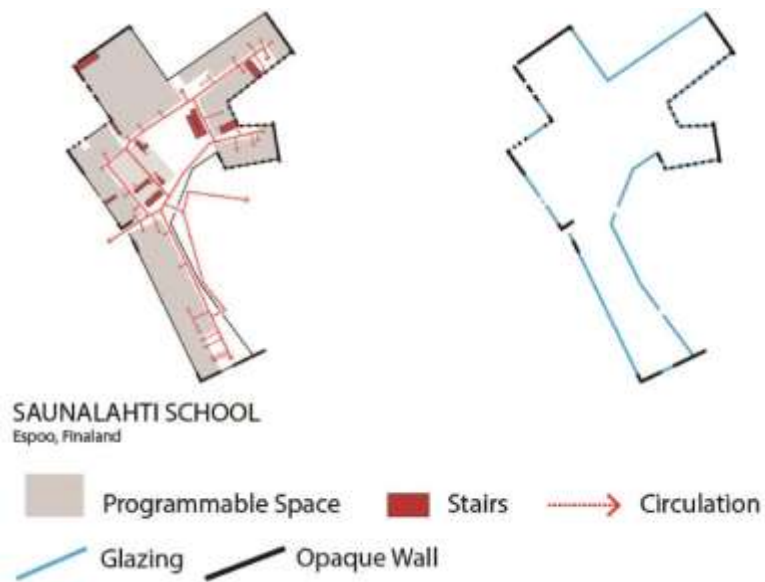 SAUNALAHTI SCHOOL
Espoo, Finaland
Programmable Space
Stairs
Circulation
Glazing
Opaque Wall